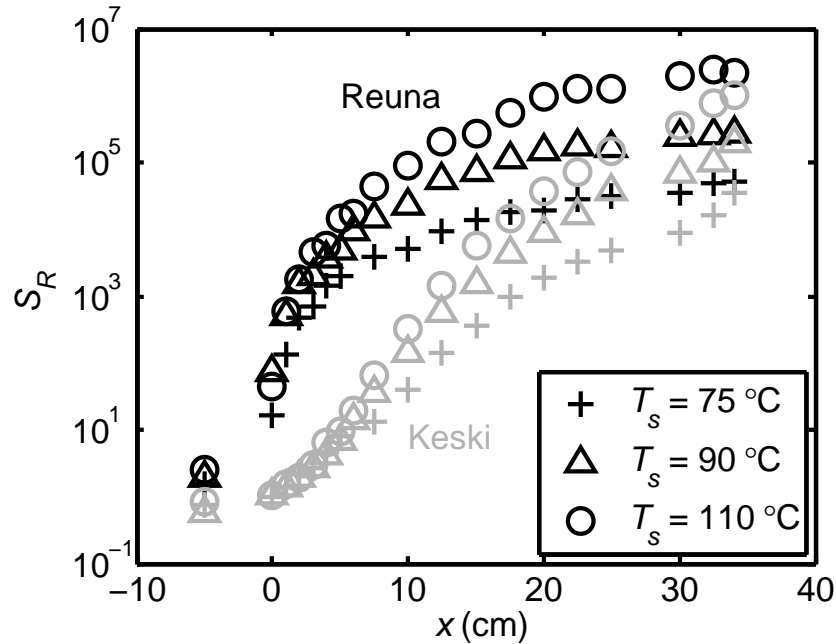 10^7
10^5
10^3
10^1
10^−1
S_R
Reuna
Keski
T_s = 75 °C
T_s = 90 °C
T_s = 110 °C
−10 0 10 20 30 40
x (cm)